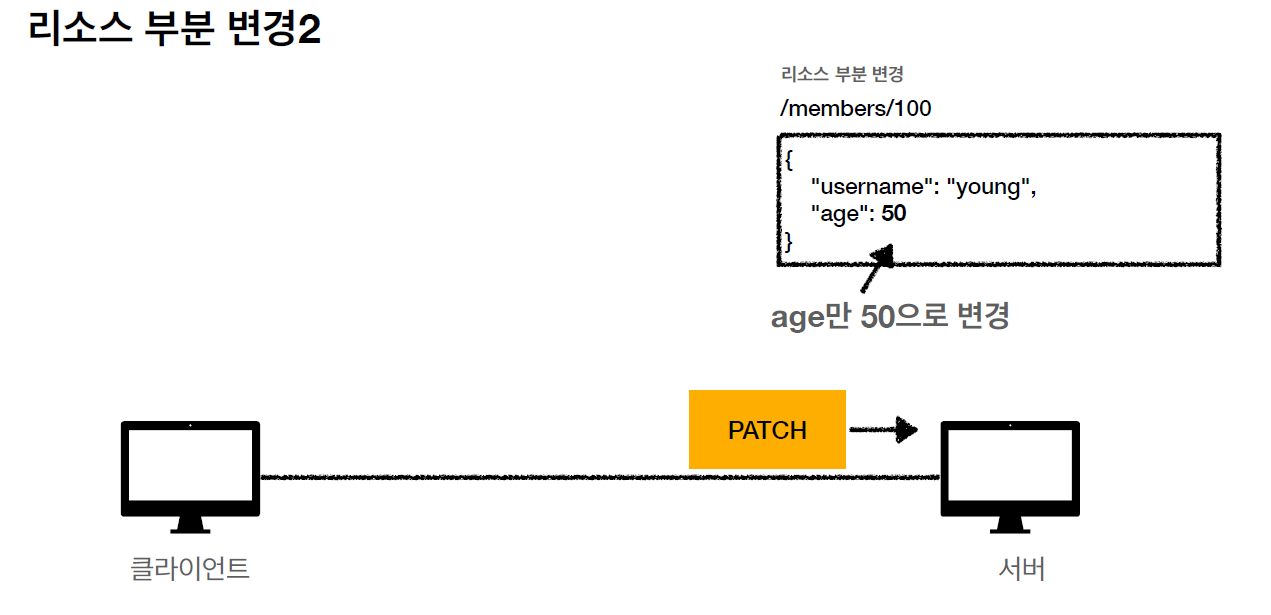 리소스 부분 변경2
리소스 부분 변경
/members/100
{
"username": "young",
"age": 50
}
age만 50으로 변경
PATCH
클라이언트
서버